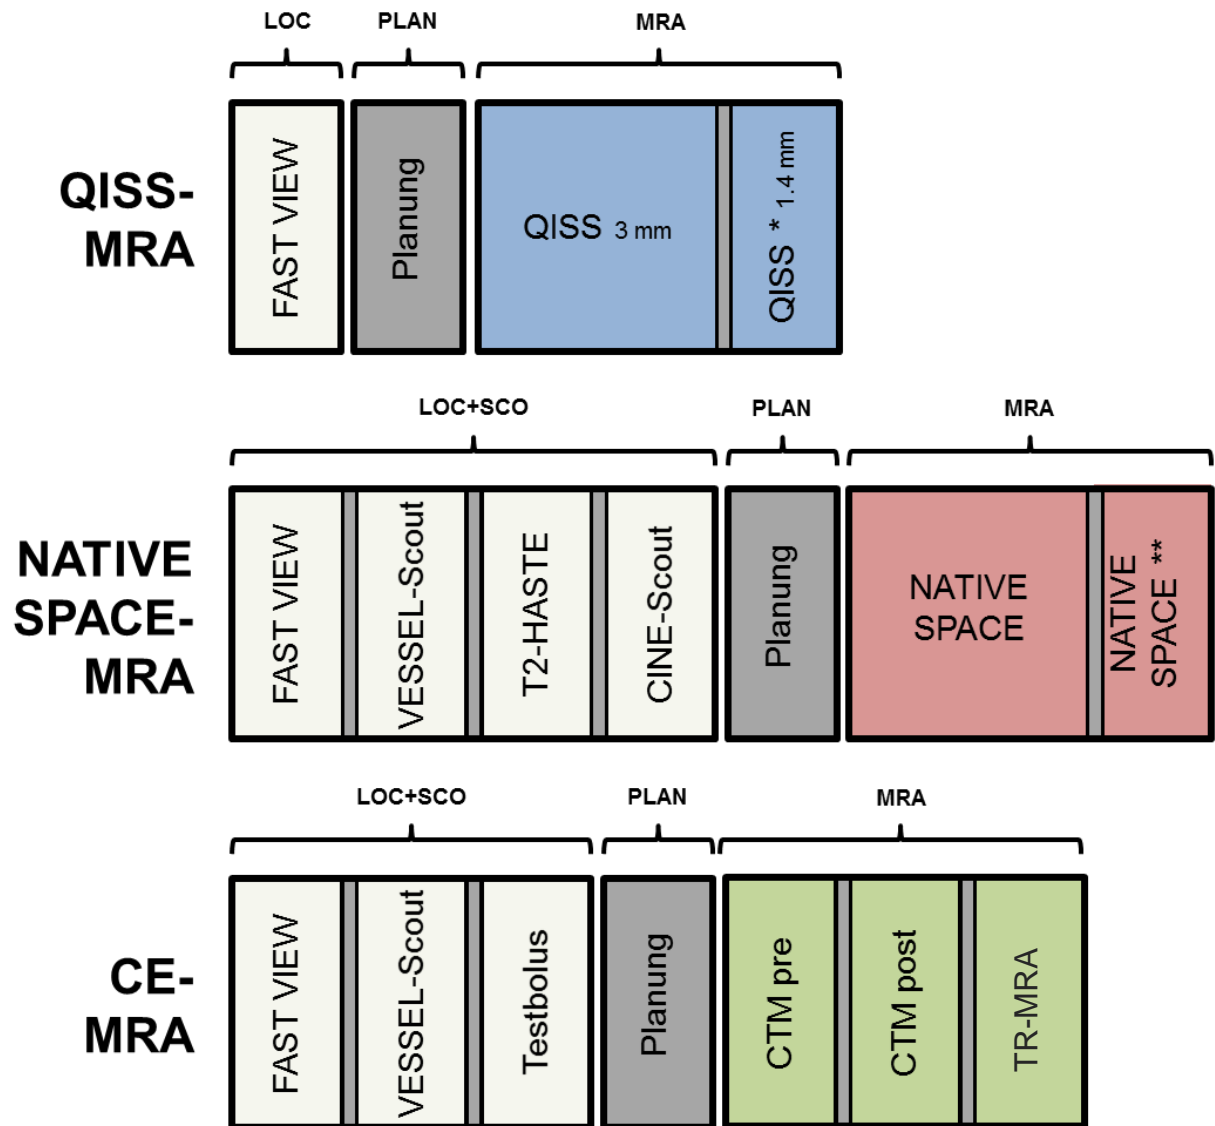 LOC PLAN MRA
QISS-
MRA
FAST VIEW
Planung
QISS 3 mm
QISS * 1.4 mm
LOC+SCO PLAN MRA
NATIVE
SPACE-
MRA
FAST VIEW
VESSEL-Scout
T2-HASTE
CINE-Scout
Planung
NATIVE
SPACE
NATIVE
SPACE **
LOC+SCO PLAN MRA
CE-
MRA
FAST VIEW
VESSEL-Scout
Testbolus
Planung
CTM pre
CTM post
TR-MRA